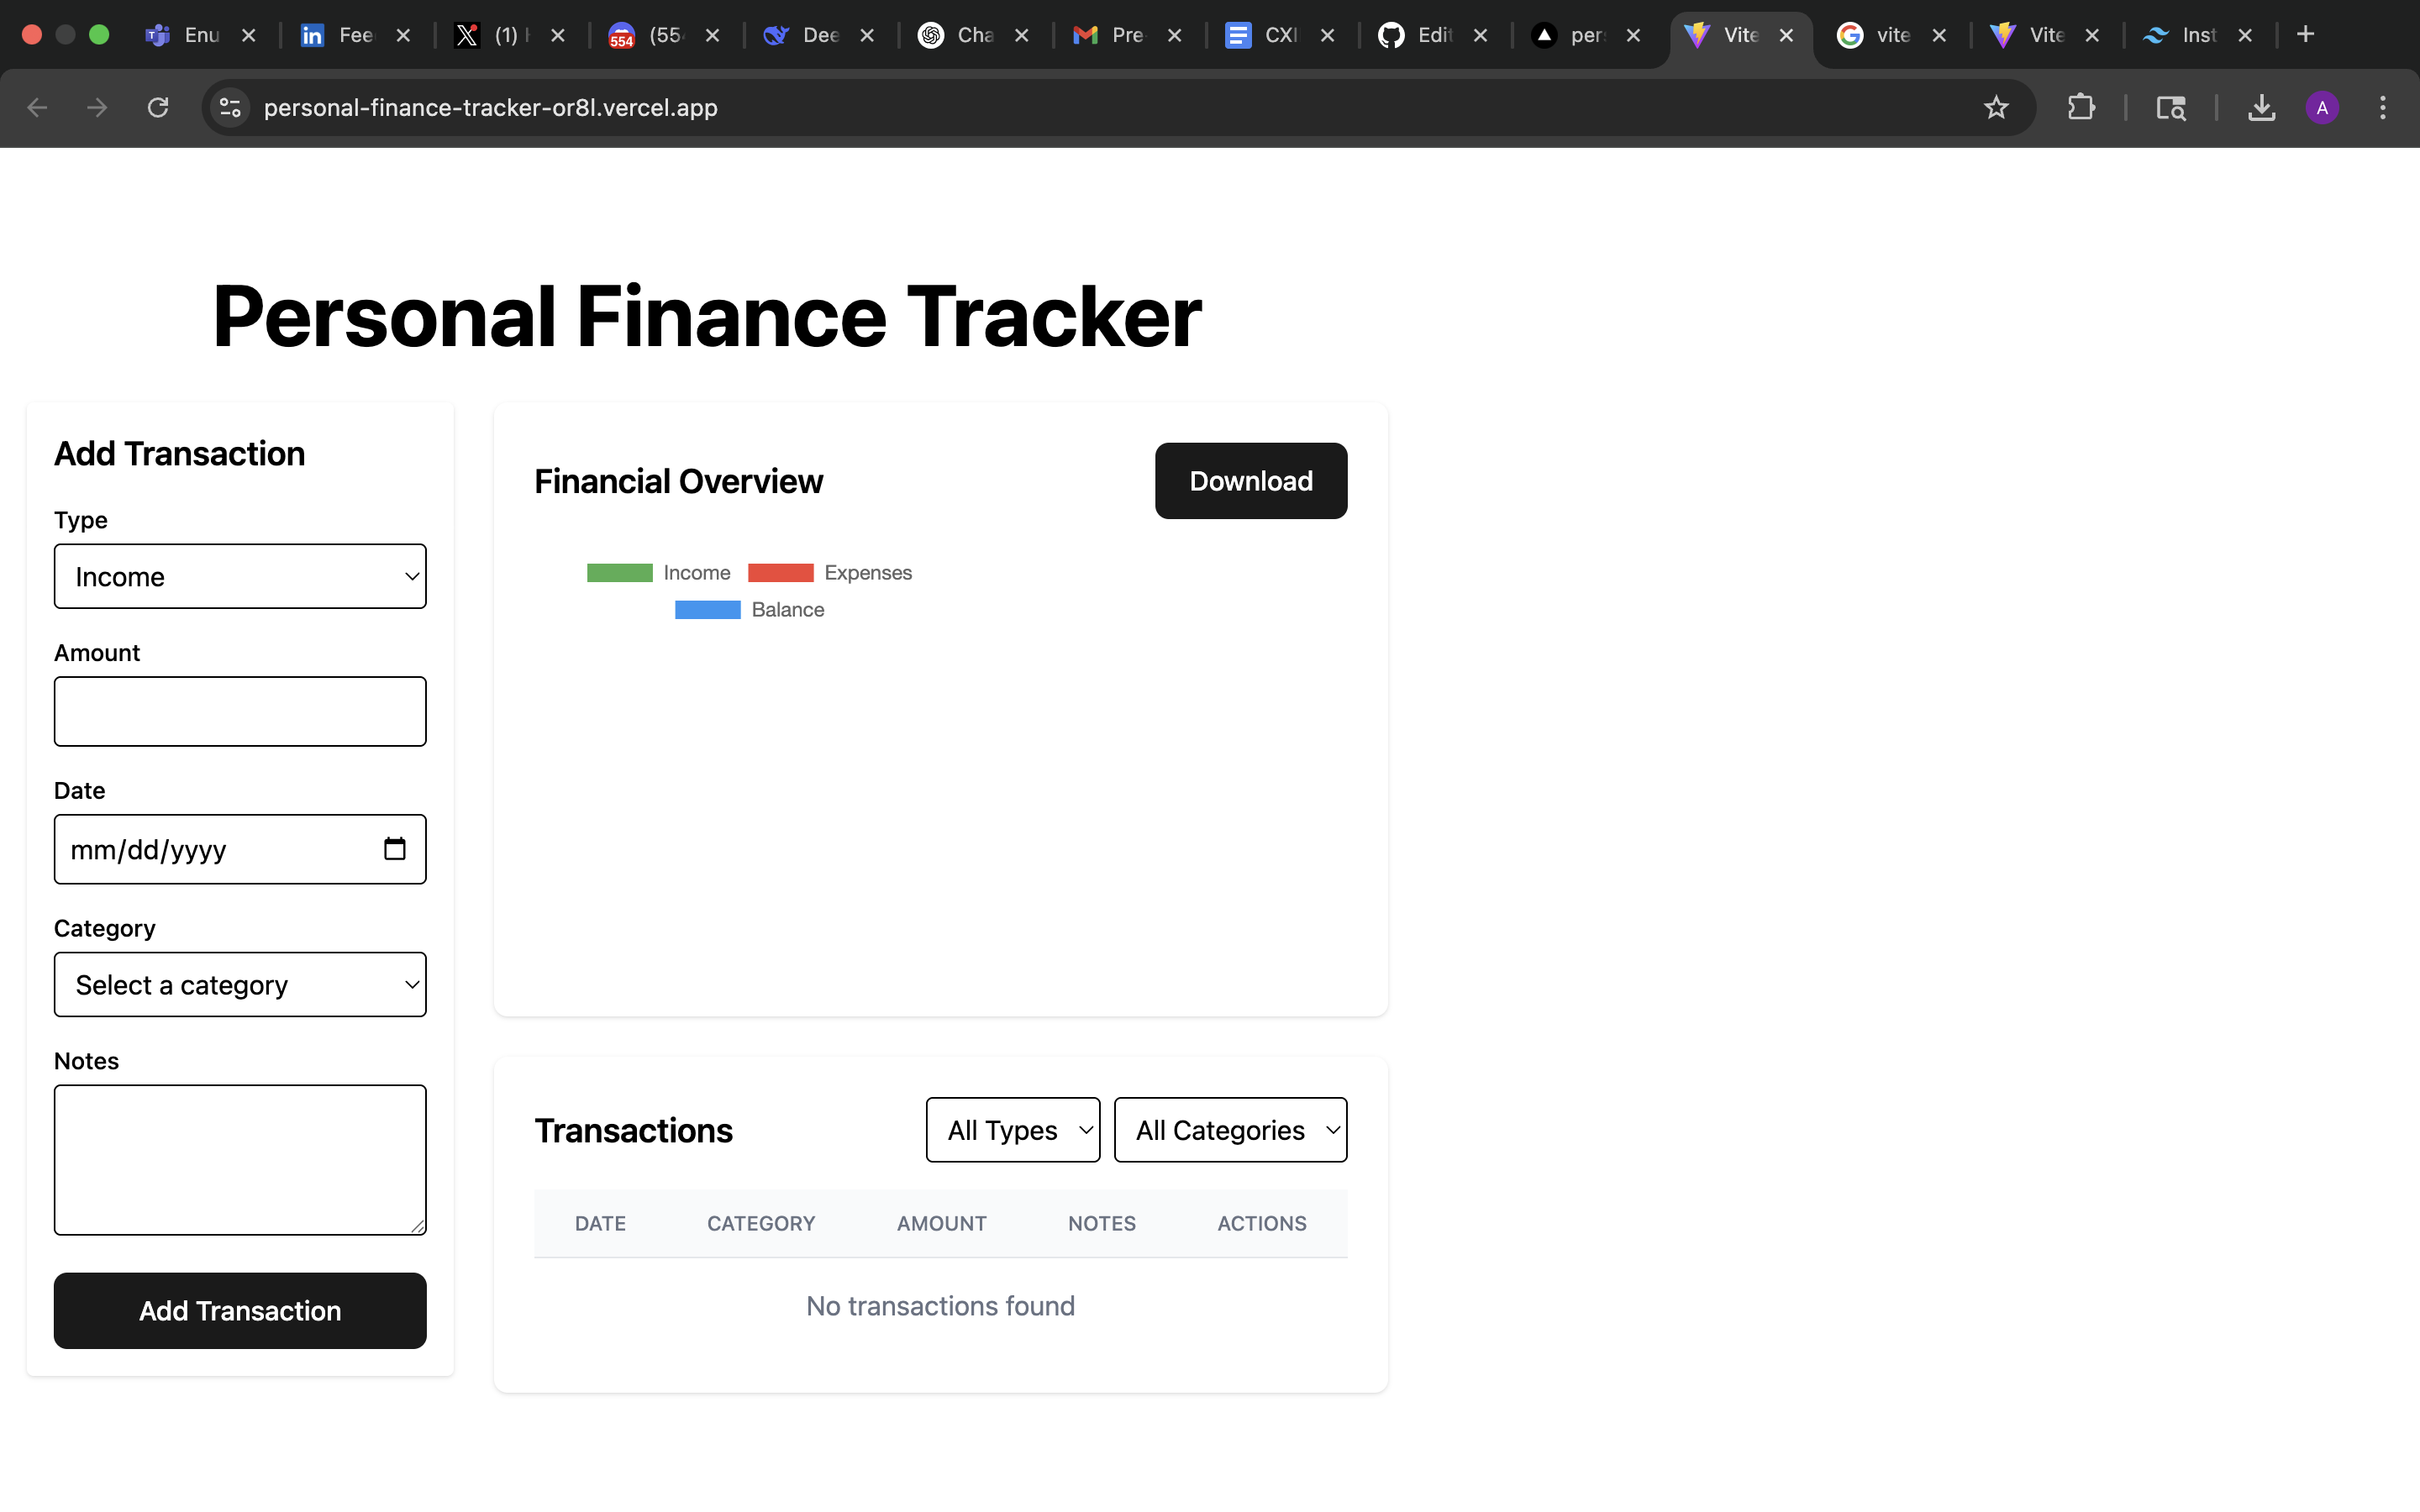 Enu
Fee
(1)
554
(55
Dee
Cha
Pre
CXI
Edit
per
Vite
vite
Vite
Inst
personal-finance-tracker-or8l.vercel.app
A
Personal Finance Tracker
Add Transaction
Type
Income
Amount
Date
mm/dd/yyyy
Category
Select a category
Notes
Add Transaction
Financial Overview
Download
Income
Expenses
Balance
Transactions
All Types
All Categories
DATE CATEGORY AMOUNT NOTES ACTIONS
No transactions found